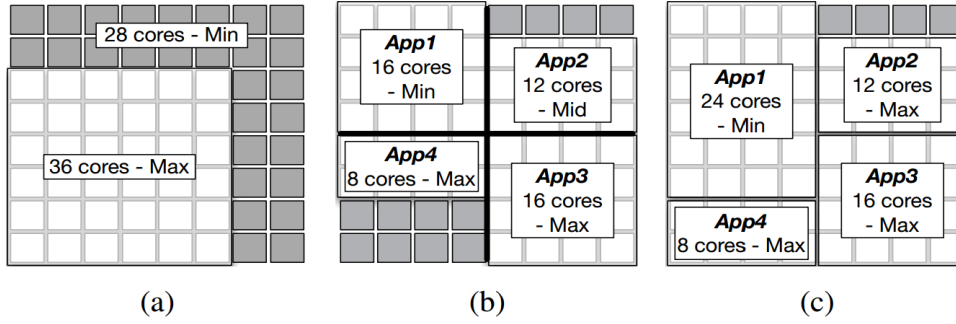 28 cores - Min
36 cores - Max
(a)
App1
16 cores
- Min
App2
12 cores
- Mid
App4
8 cores - Max
App3
16 cores
- Max
(b)
App1
24 cores
- Min
App2
12 cores
- Max
App4
8 cores - Max
App3
16 cores
- Max
(c)